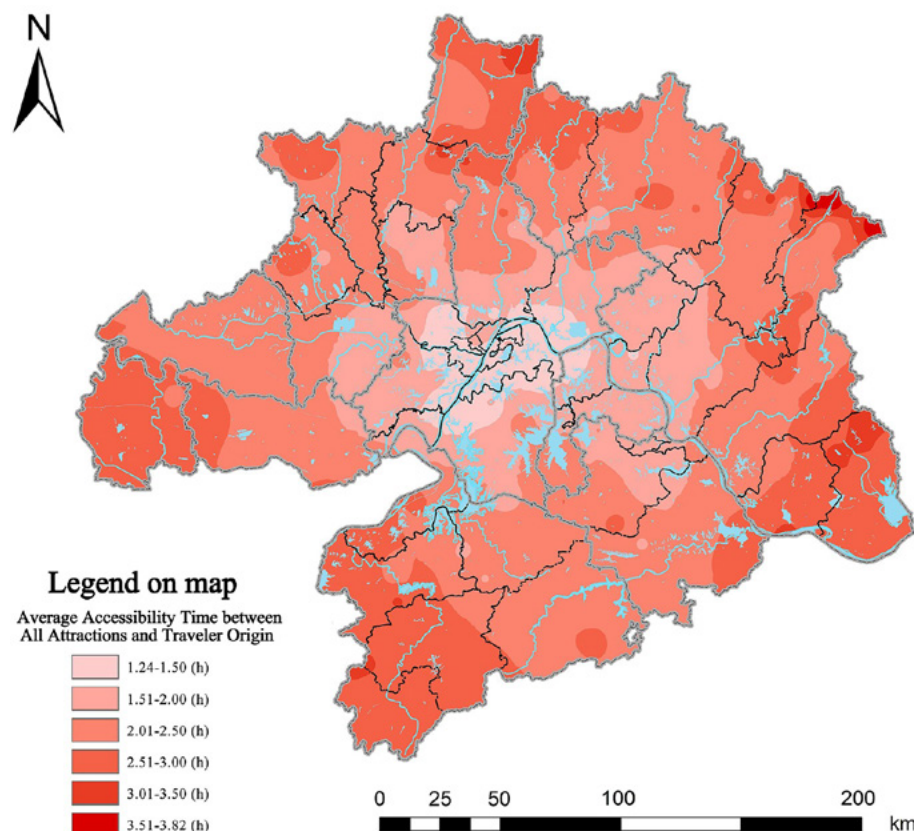 N
Legend on map
Average Accessibility Time between
All Attractions and Traveler Origin
1.24-1.50 (h)
1.51-2.00 (h)
2.01-2.50 (h)
2.51-3.00 (h)
3.01-3.50 (h)
3.51-3.82 (h)
0 25 50 100 200
km